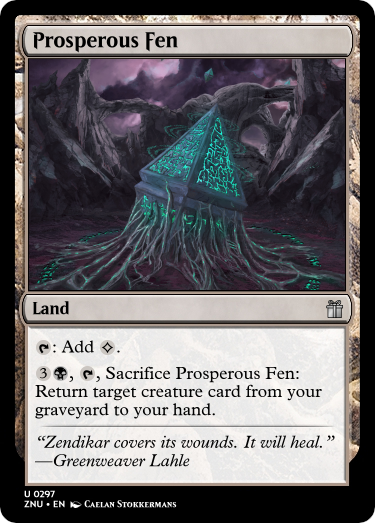 Prosperous Fen
Land
: Add .
3, , Sacrifice Prosperous Fen:
Return target creature card from your
graveyard to your hand.
“Zendikar covers its wounds. It will heal.”
—Greenweaver Lahle
U 0297
ZNU • EN Caelan Stokkermans